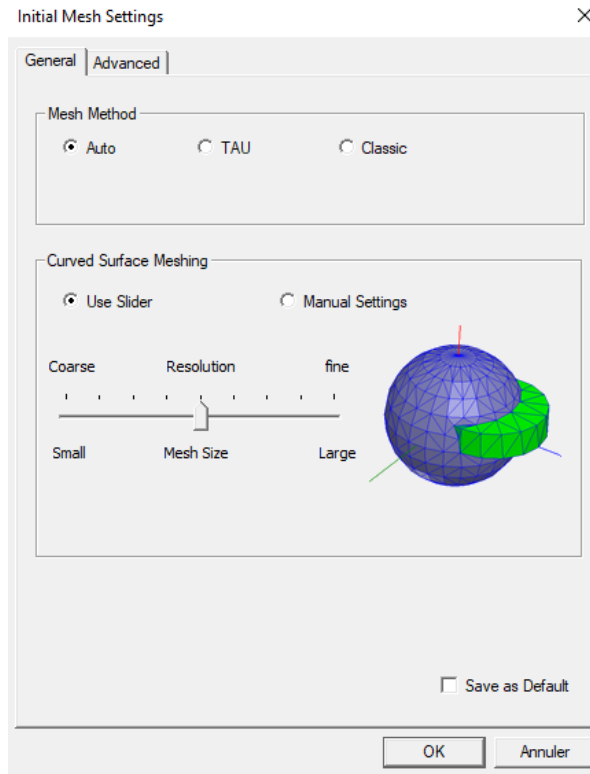 Initial Mesh Settings
General Advanced
Mesh Method
Auto TAU Classic
Curved Surface Meshing
Use Slider Manual Settings
Coarse Resolution fine
Small Mesh Size Large
Save as Default
OK Annuler